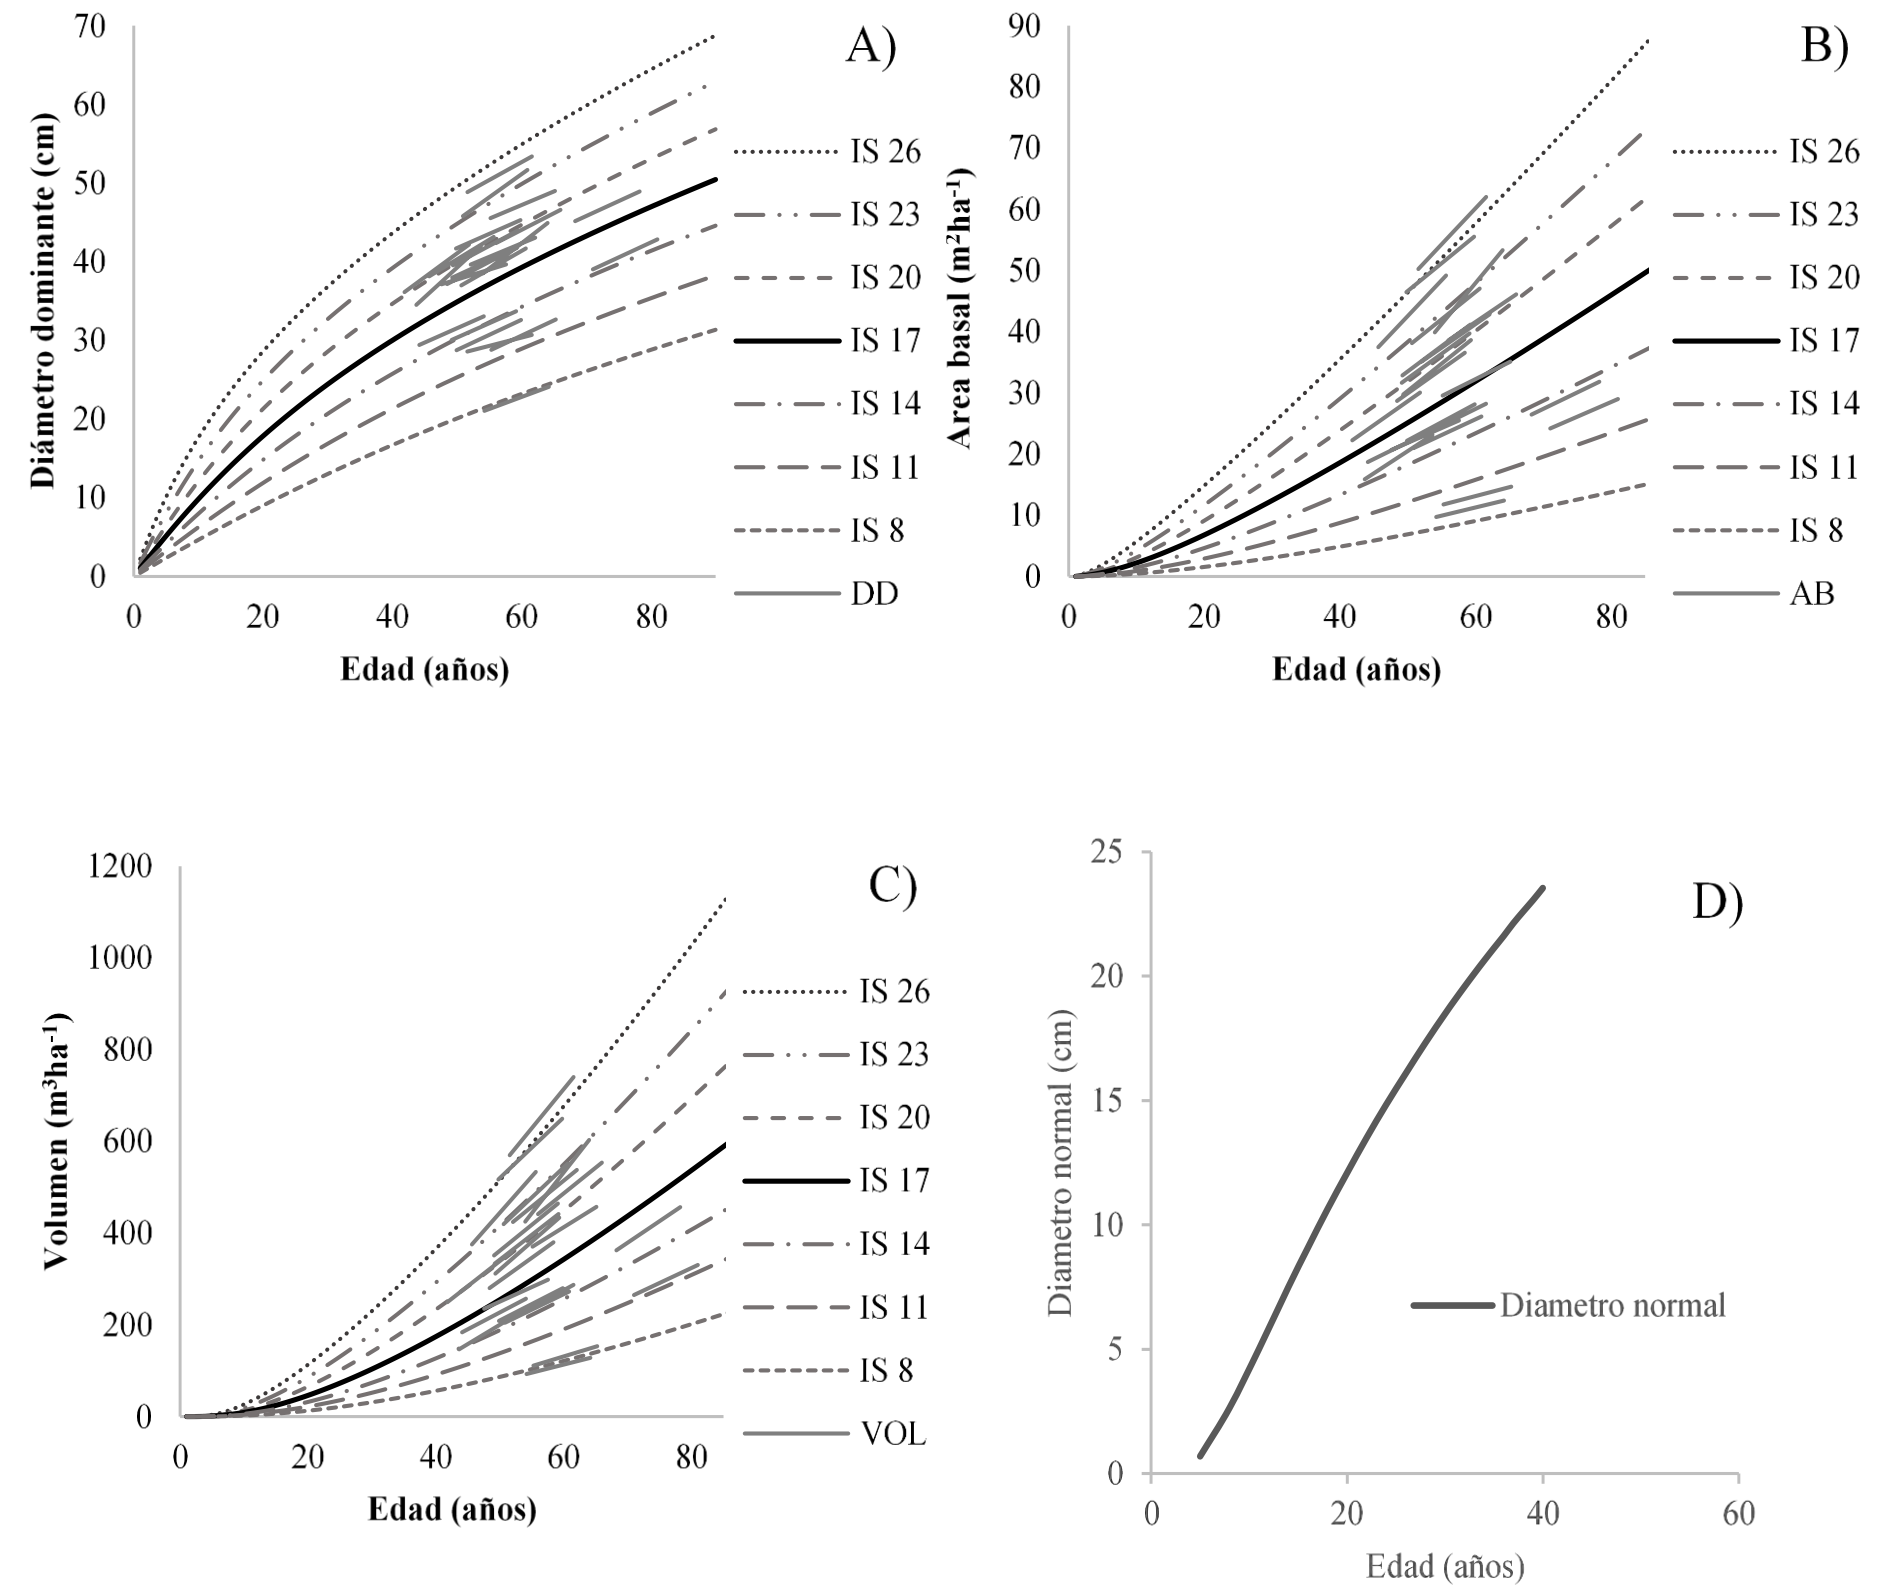 A)
Diámetro dominante (cm)
70
60
50
40
30
20
10
0
0 20 40 60 80
Edad (años)
IS 26
IS 23
IS 20
IS 17
IS 14
IS 11
IS 8
DD
B)
Area basal (m²ha⁻¹)
90
80
70
60
50
40
30
20
10
0
0 20 40 60 80
Edad (años)
IS 26
IS 23
IS 20
IS 17
IS 14
IS 11
IS 8
AB
C)
Volumen (m³ha⁻¹)
1200
1000
800
600
400
200
0
0 20 40 60 80
Edad (años)
IS 26
IS 23
IS 20
IS 17
IS 14
IS 11
IS 8
VOL
D)
Diametro normal (cm)
25
20
15
10
5
0
0 20 40 60
Edad (años)
Diametro normal